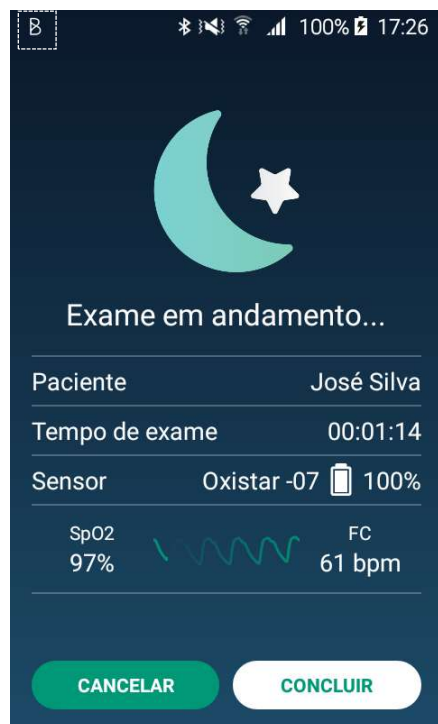 B 100% 17:26
Exame em andamento...
Paciente José Silva
Tempo de exame 00:01:14
Sensor Oxistar -07 100%
SpO2 FC
97% 61 bpm
CANCELAR CONCLUIR